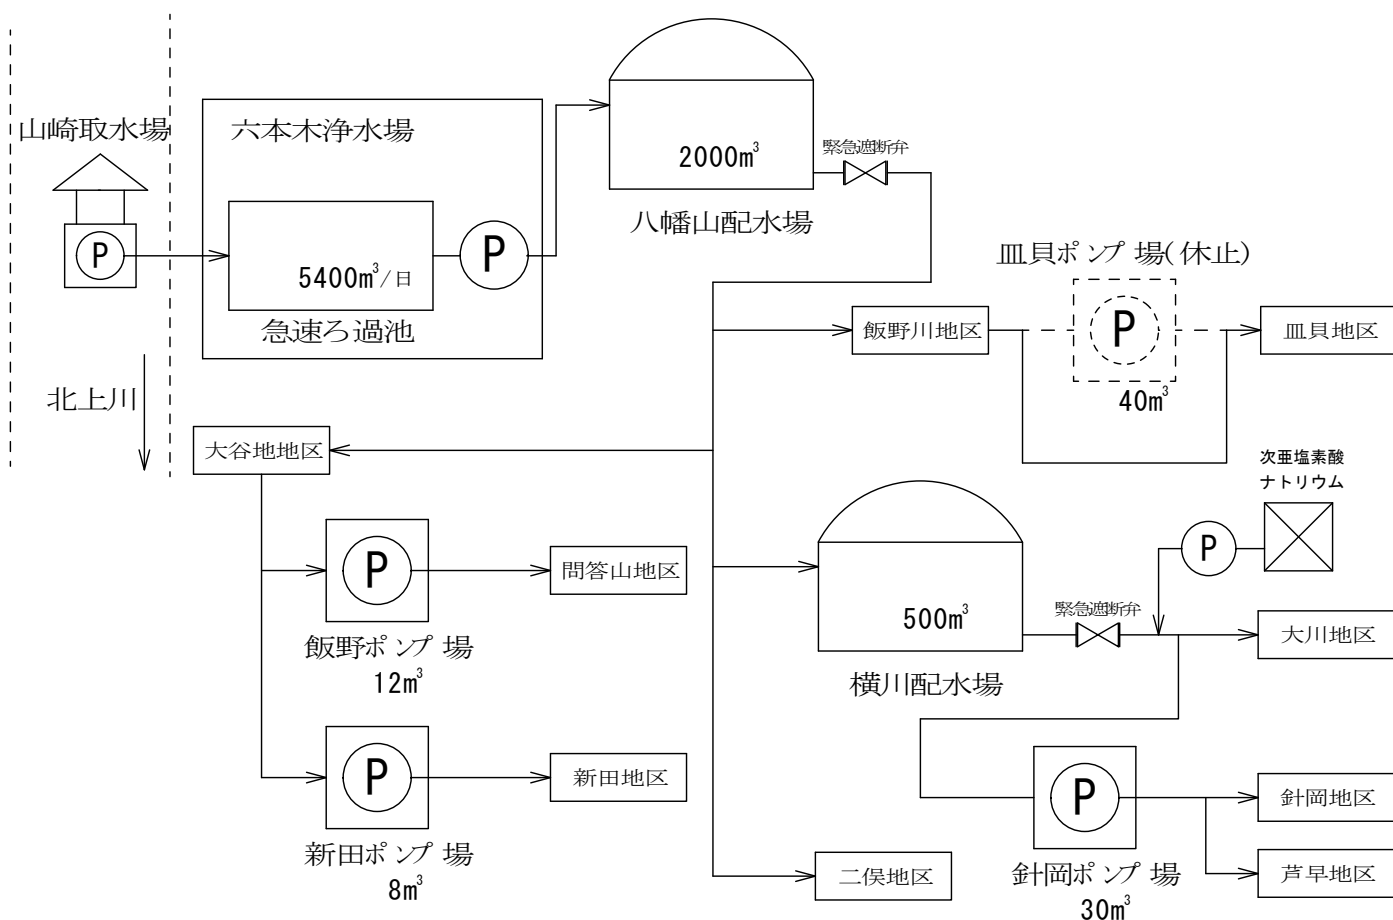 山崎取水場
P
北上川
六本木浄水場
5400m³/日
急速ろ過池
P
2000m³
八幡山配水場
緊急遮断弁
飯野川地区
皿貝ポンプ場(休止)
P
40m³
皿貝地区
大谷地地区
P
飯野ポンプ場
12m³
問答山地区
P
新田ポンプ場
8m³
新田地区
500m³
横川配水場
緊急遮断弁
次亜塩素酸
ナトリウム
P
大川地区
P
針岡ポンプ場
30m³
針岡地区
芦早地区
二俣地区